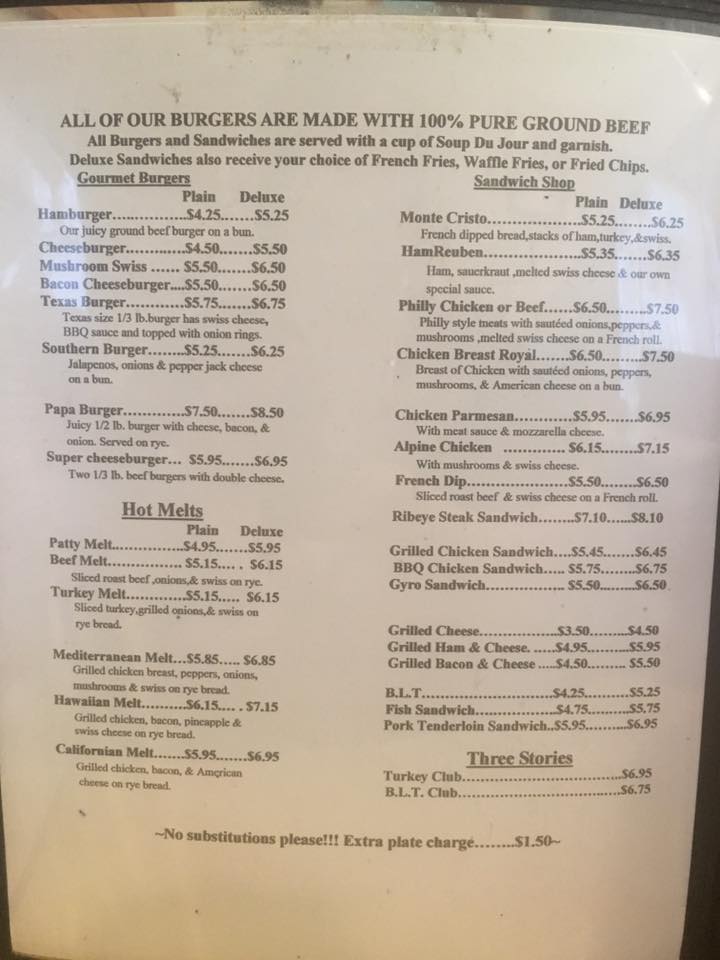 ALL OF OUR BURGERS ARE MADE WITH 100% PURE GROUND BEEF
All Burgers and Sandwiches are served with a cup of Soup Du Jour and garnish.
Deluxe Sandwiches also receive your choice of French Fries, Waffle Fries, or Fried Chips.
Gourmet Burgers
Plain Deluxe
Hamburger...............$4.25.......$5.25
Our juicy ground beef burger on a bun.
Cheeseburger............$4.50.......$5.50
Mushroom Swiss ...... $5.50.......$6.50
Bacon Cheeseburger....$5.50.......$6.50
Texas Burger.............$5.75.......$6.75
Texas size 1/3 lb.burger has swiss cheese,
BBQ sauce and topped with onion rings.
Southern Burger........$5.25.......$6.25
Jalapenos, onions & pepper jack cheese
on a bun.
Papa Burger.............$7.50.......$8.50
Juicy 1/2 lb. burger with cheese, bacon, &
onion. Served on rye.
Super cheeseburger... $5.95.......$6.95
Two 1/3 lb. beef burgers with double cheese.
Hot Melts
Plain Deluxe
Patty Melt................$4.95.......$5.95
Beef Melt................. $5.15.... . $6.15
Sliced roast beef ,onions,& swiss on rye.
Turkey Melt.............$5.15..... $6.15
Sliced turkey,grilled onions,& swiss on
rye bread.
Mediterranean Melt...$5.85..... $6.85
Grilled chicken breast, peppers, onions,
mushrooms & swiss on rye bread.
Hawaiian Melt..........$6.15.... . $7.15
Grilled chicken, bacon, pineapple &
swiss cheese on rye bread.
Californian Melt.......$5.95.......$6.95
Grilled chicken, bacon, & American
cheese on rye bread.
Sandwich Shop
Plain Deluxe
Monte Cristo...................$5.25........$6.25
French dipped bread,stacks of ham,turkey,&swiss.
HamReuben....................$5.35.......$6.35
Ham, sauerkraut ,melted swiss cheese & our own
special sauce.
Philly Chicken or Beef.....$6.50.........$7.50
Philly style meats with sautéed onions,peppers,&
mushrooms ,melted swiss cheese on a French roll.
Chicken Breast Royal.......$6.50........$7.50
Breast of Chicken with sautéed onions, peppers,
mushrooms, & American cheese on a bun.
Chicken Parmesan............$5.95.......$6.95
With meat sauce & mozzarella cheese.
Alpine Chicken ............. $6.15........$7.15
With mushrooms & swiss cheese.
French Dip.....................$5.50........$6.50
Sliced roast beef & swiss cheese on a French roll.
Ribeye Steak Sandwich........$7.10......$8.10
Grilled Chicken Sandwich....$5.45.......$6.45
BBQ Chicken Sandwich..... $5.75........$6.75
Gyro Sandwich................. $5.50.........$6.50
Grilled Cheese.................$3.50.........$4.50
Grilled Ham & Cheese. .....$4.95..........$5.95
Grilled Bacon & Cheese .....$4.50......... $5.50
B.L.T............................$4.25..........$5.25
Fish Sandwich.................$4.75..........$5.75
Pork Tenderloin Sandwich..$5.95..........$6.95
Three Stories
Turkey Club.....................................$6.95
B.L.T. Club.....................................$6.75
~No substitutions please!!! Extra plate charge........$1.50~